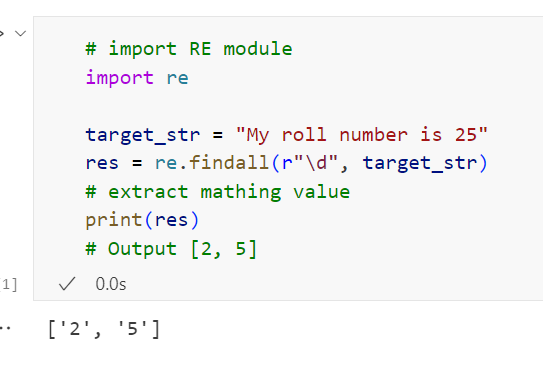 # import RE module
import re
target_str = "My roll number is 25"
res = re.findall(r"\d", target_str)
# extract mathing value
print(res)
# Output [2, 5]
1] 0.0s
['2', '5']